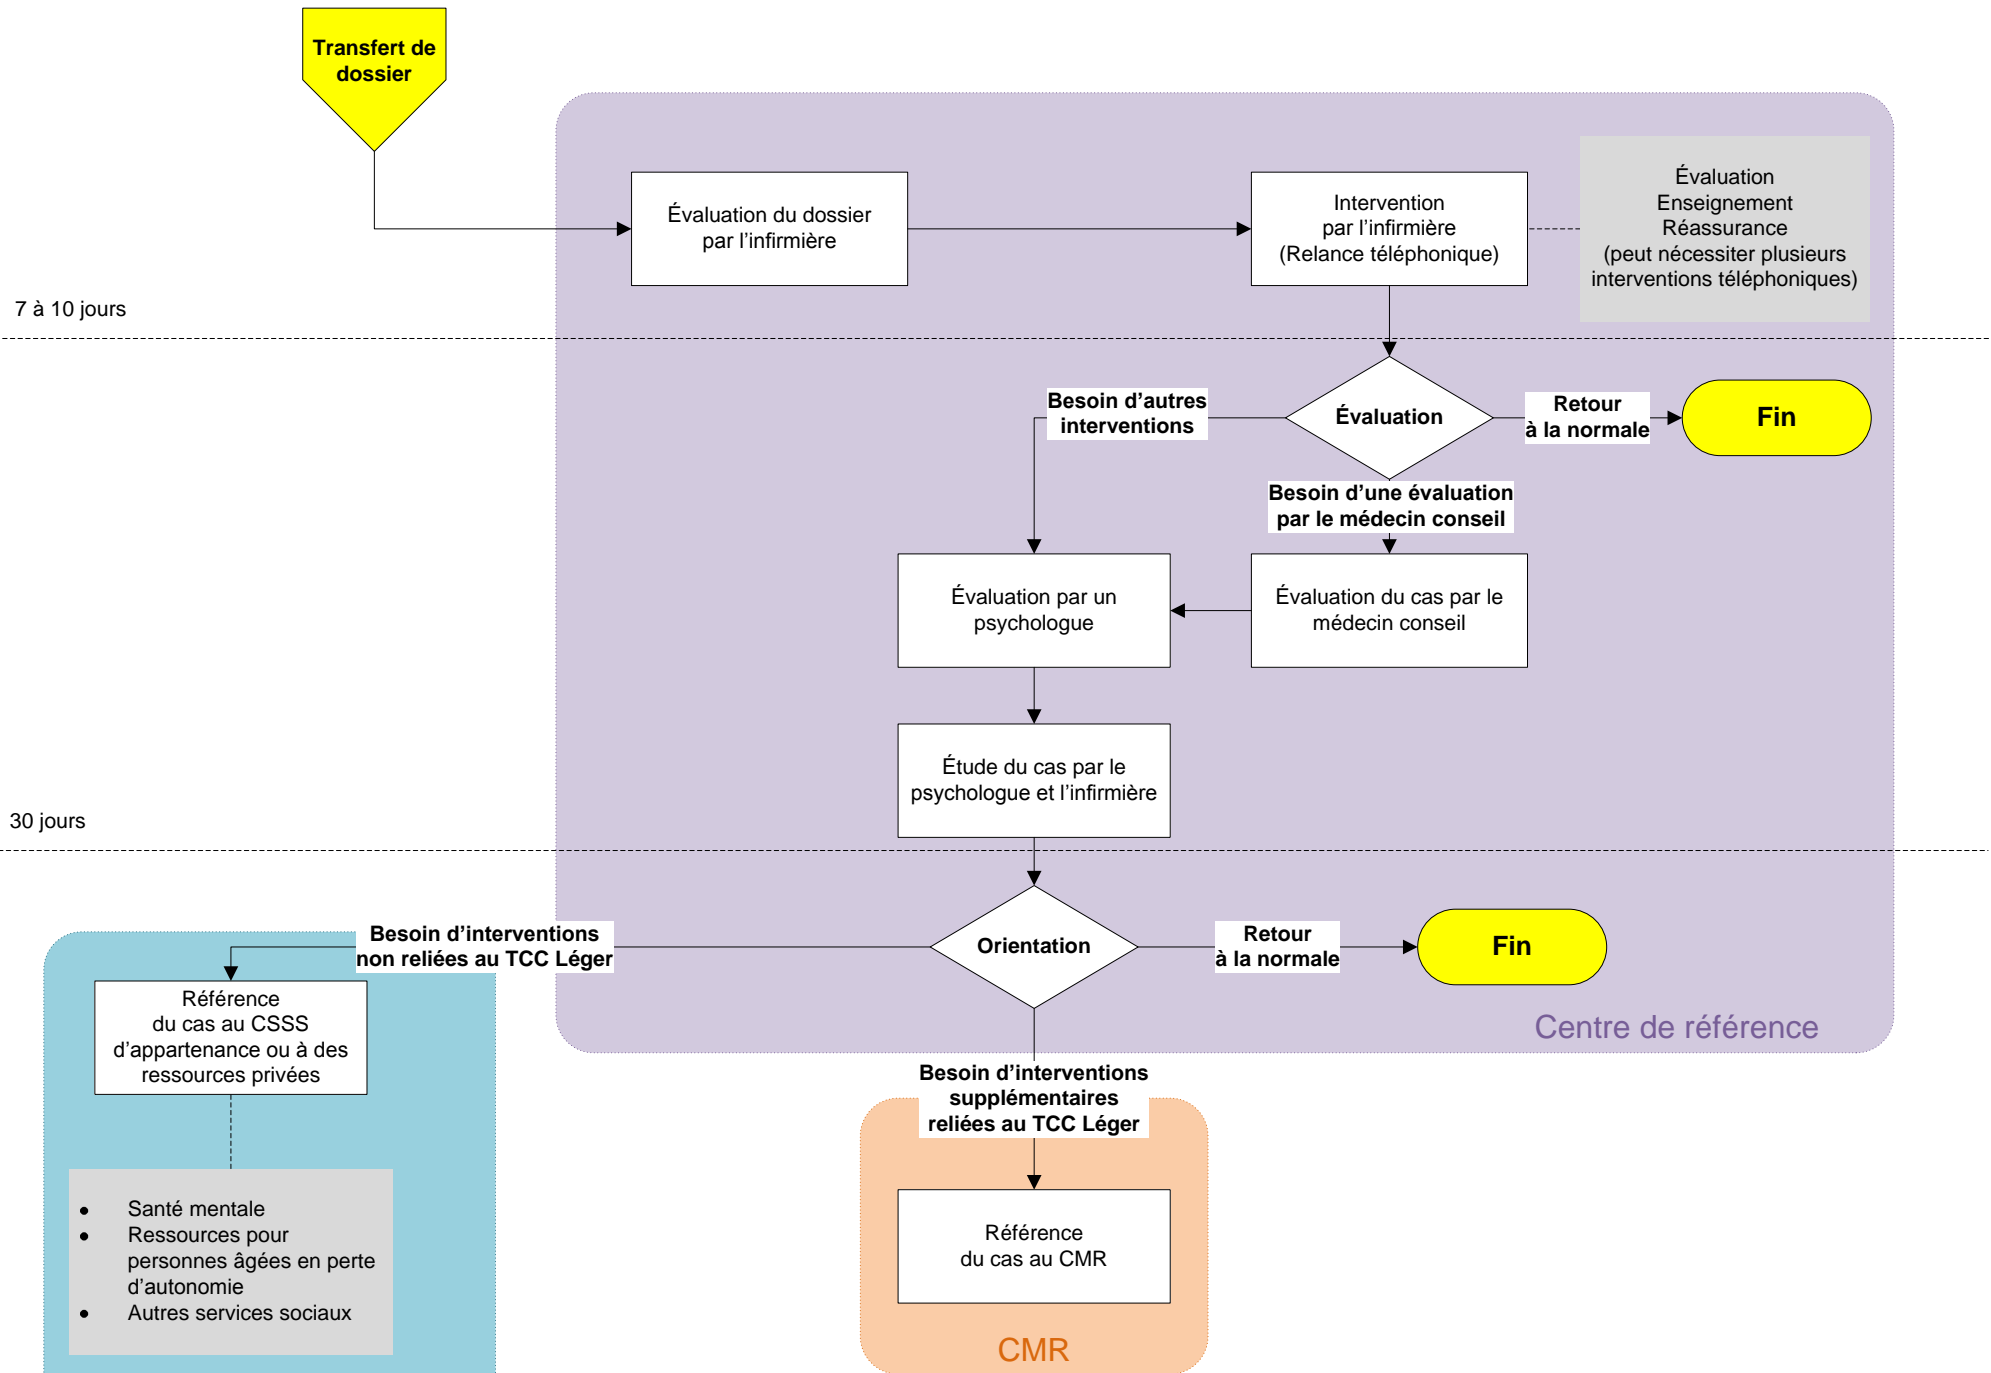 Transfert de
dossier
Évaluation du dossier
par l’infirmière
Intervention
par l’infirmière
(Relance téléphonique)
Évaluation
Enseignement
Réassurance
(peut nécessiter plusieurs
interventions téléphoniques)
7 à 10 jours
Besoin d’autres
interventions
Évaluation
Retour
à la normale
Fin
Besoin d’une évaluation
par le médecin conseil
Évaluation par un
psychologue
Évaluation du cas par le
médecin conseil
Étude du cas par le
psychologue et l’infirmière
30 jours
Besoin d’interventions
non reliées au TCC Léger
Orientation
Retour
à la normale
Fin
Référence
du cas au CSSS
d’appartenance ou à des
ressources privées
Centre de référence
Besoin d’interventions
supplémentaires
reliées au TCC Léger
• Santé mentale
• Ressources pour
personnes âgées en perte
d’autonomie
• Autres services sociaux
Référence
du cas au CMR
CMR